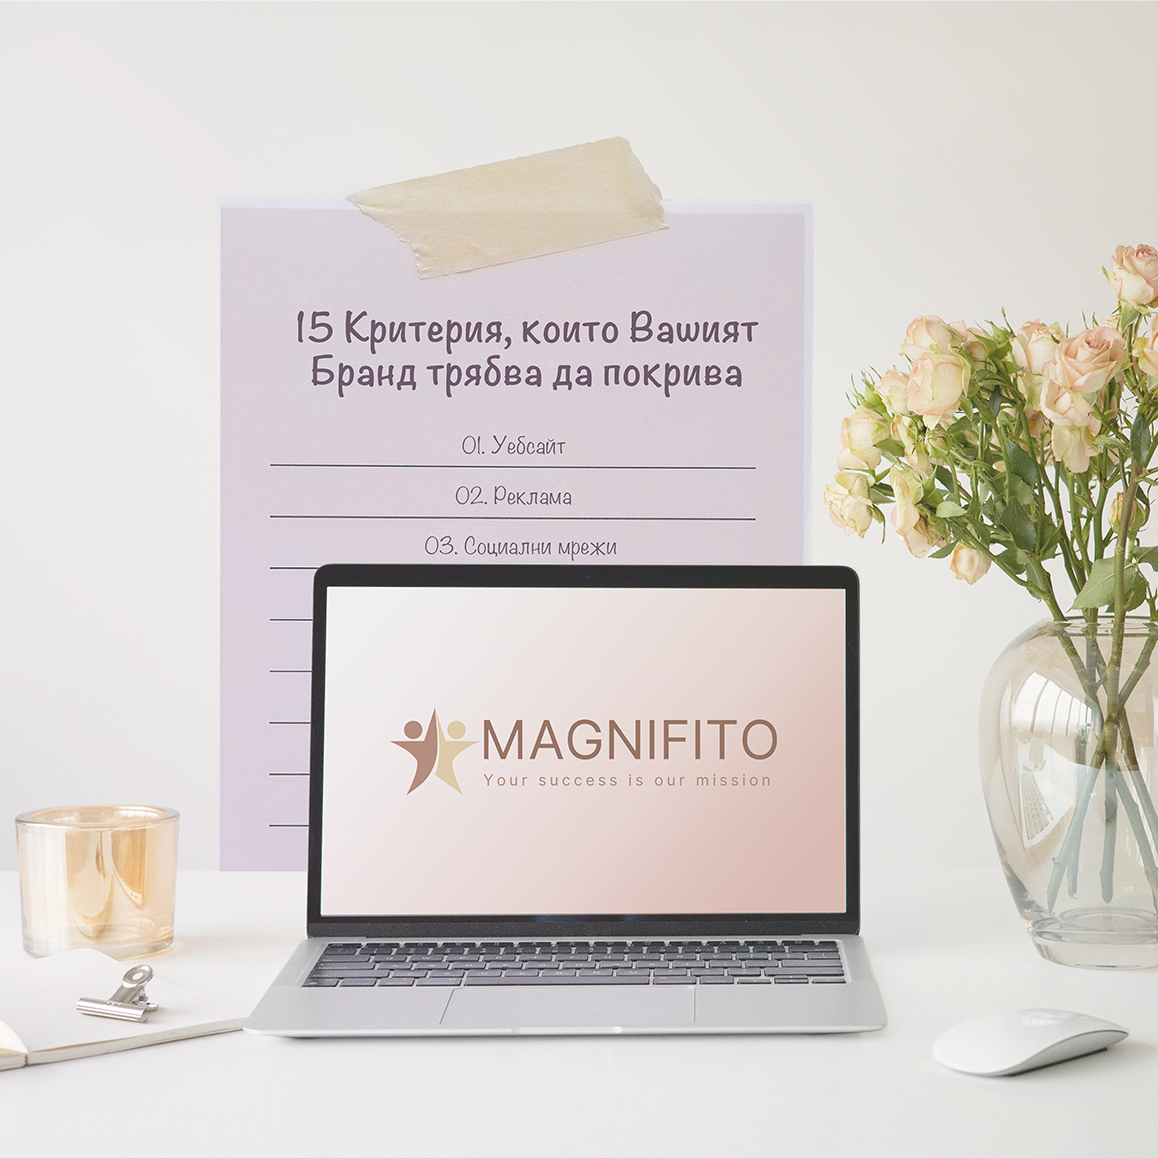 15 Критерия, които Вашият
Бранд трябва да покрива
01. Уебсайт
02. Реклама
03. Социални мрежи
MAGNIFITO
Your success is our mission